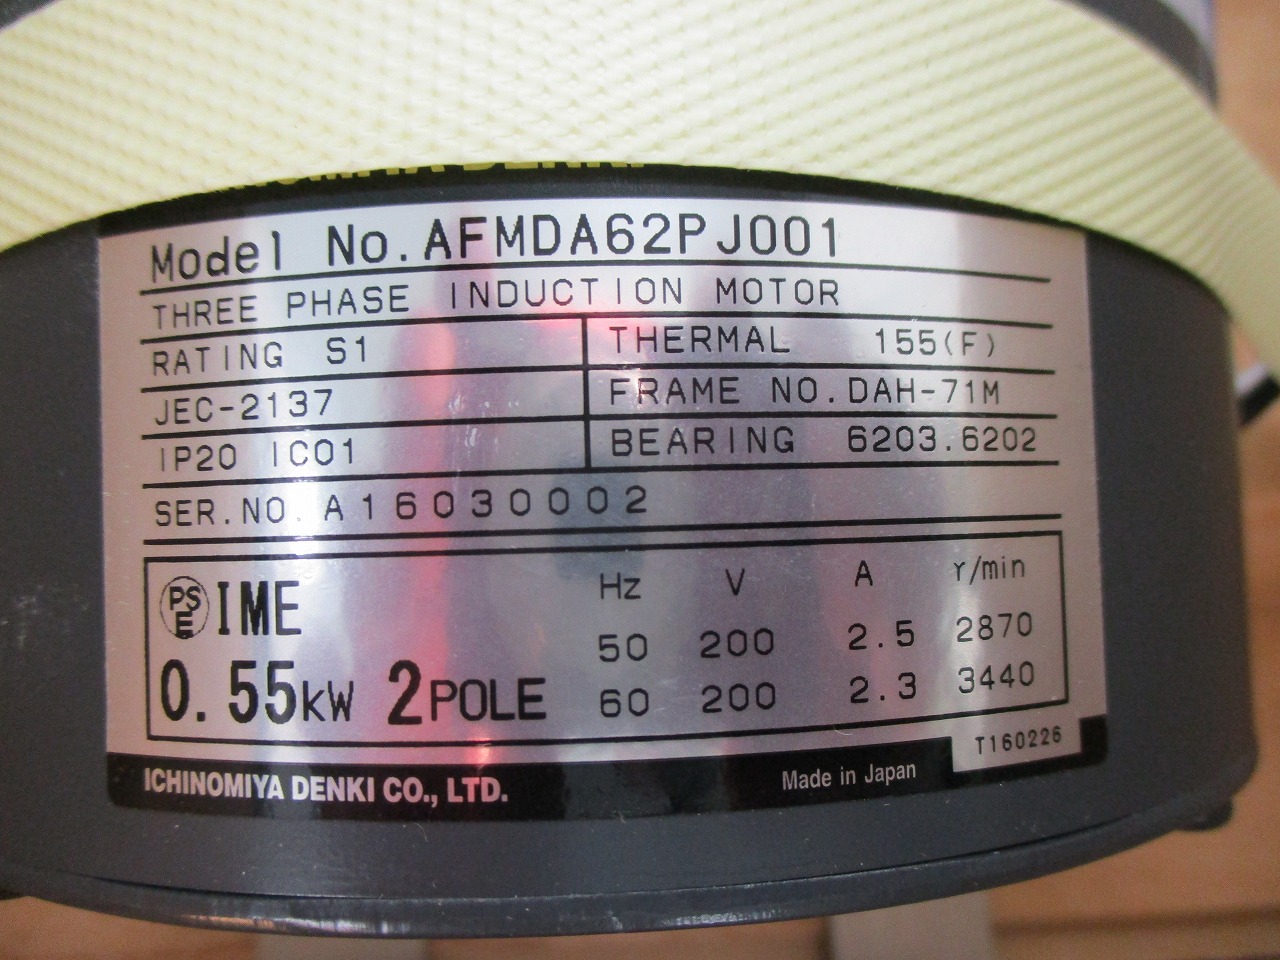 Model No. AFMDA62PJ001
THREE PHASE INDUCTION MOTOR
RATING S1 THERMAL 155(F)
JEC-2137 FRAME NO. DAH-71M
IP20 IC01 BEARING 6203.6202
SER.NO. A16030002
PSE IME Hz V A r/min
50 200 2.5 2870
0.55kW 2POLE 60 200 2.3 3440
T160226
ICHINOMIYA DENKI CO., LTD. Made in Japan